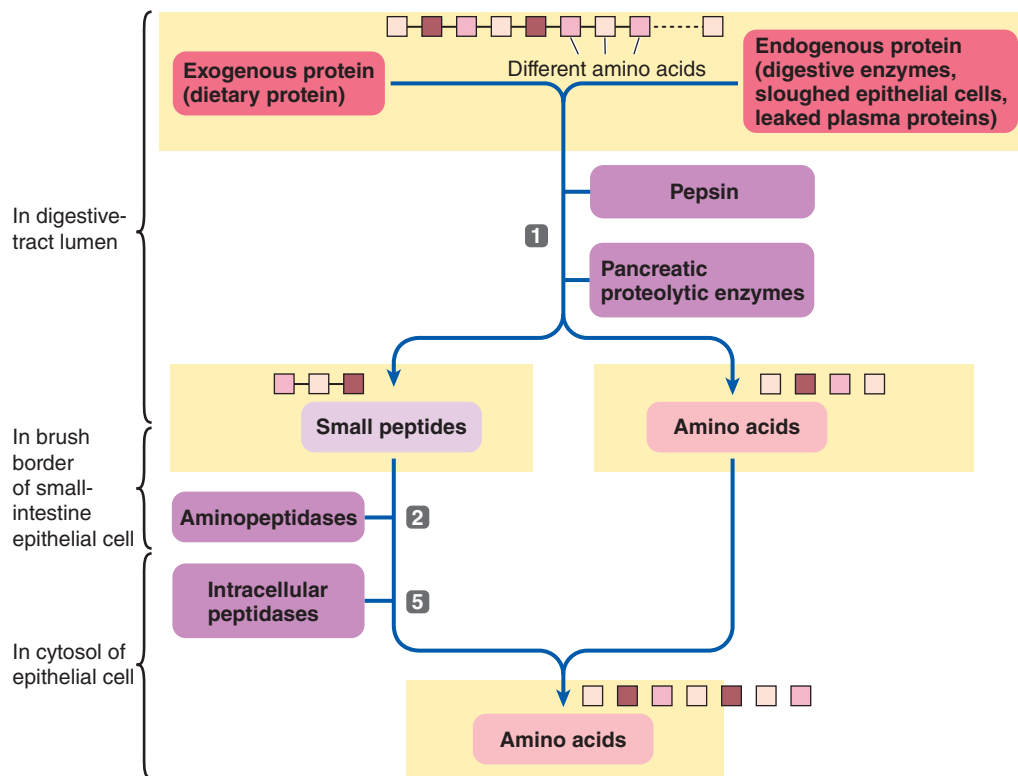 Exogenous protein
(dietary protein)
Different amino acids
Endogenous protein
(digestive enzymes,
sloughed epithelial cells,
leaked plasma proteins)
In digestive-
tract lumen
Pepsin
1
Pancreatic
proteolytic enzymes
Small peptides
Amino acids
In brush
border
of small-
intestine
epithelial cell
Aminopeptidases
2
Intracellular
peptidases
5
In cytosol of
epithelial cell
Amino acids